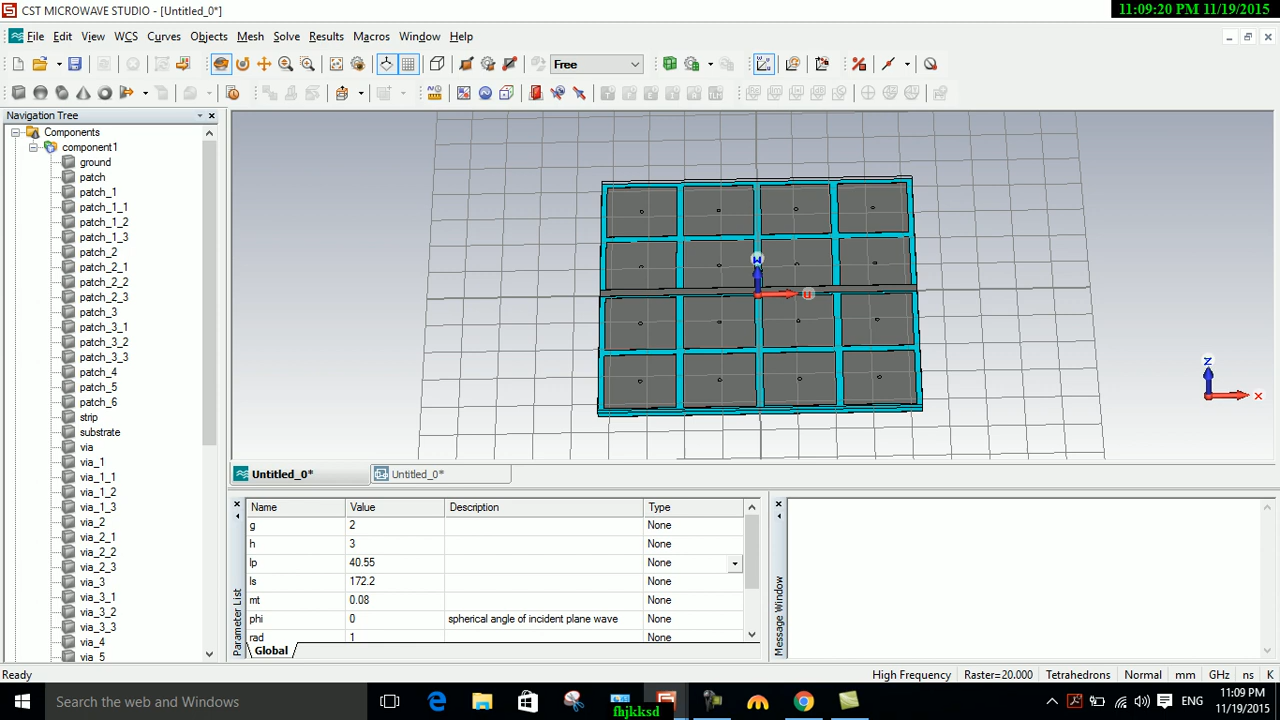 CST MICROWAVE STUDIO - [Untitled_0*]
11:09:20 PM 11/19/2015
File Edit View WCS Curves Objects Mesh Solve Results Macros Window Help
Free
Navigation Tree
Components
component1
ground
patch
patch_1
patch_1_1
patch_1_2
patch_1_3
patch_2
patch_2_1
patch_2_2
patch_2_3
patch_3
patch_3_1
patch_3_2
patch_3_3
patch_4
patch_5
patch_6
strip
substrate
via
via_1
via_1_1
via_1_2
via_1_3
via_2
via_2_1
via_2_2
via_2_3
via_3
via_3_1
via_3_2
via_3_3
via_4
via_5
W
U
Z
X
Untitled_0* Untitled_0*
Name Value Description Type
g 2 None
h 3 None
lp 40.55 None
ls 172.2 None
mt 0.08 None
phi 0 spherical angle of incident plane wave None
rad 1 None
Global
Parameter List
Message Window
Ready
High Frequency Raster=20.000 Tetrahedrons Normal mm GHz ns K
Search the web and Windows
fhjkksd
ENG
11:09 PM
11/19/2015